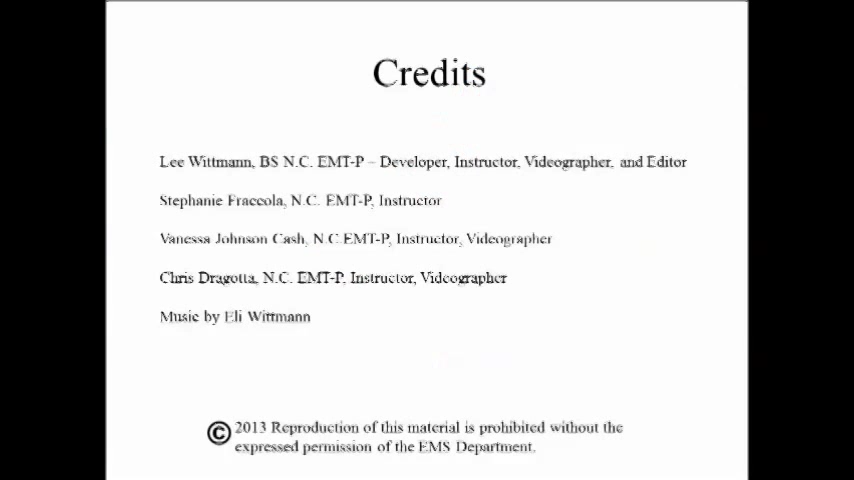 Credits
Lee Wittmann, BS N.C. EMT-P – Developer, Instructor, Videographer, and Editor
Stephanie Fraccola, N.C. EMT-P, Instructor
Vanessa Johnson Cash, N.C.EMT-P, Instructor, Videographer
Chris Dragotta, N.C. EMT-P, Instructor, Videographer
Music by Eli Wittmann
© 2013 Reproduction of this material is prohibited without the
expressed permission of the EMS Department.